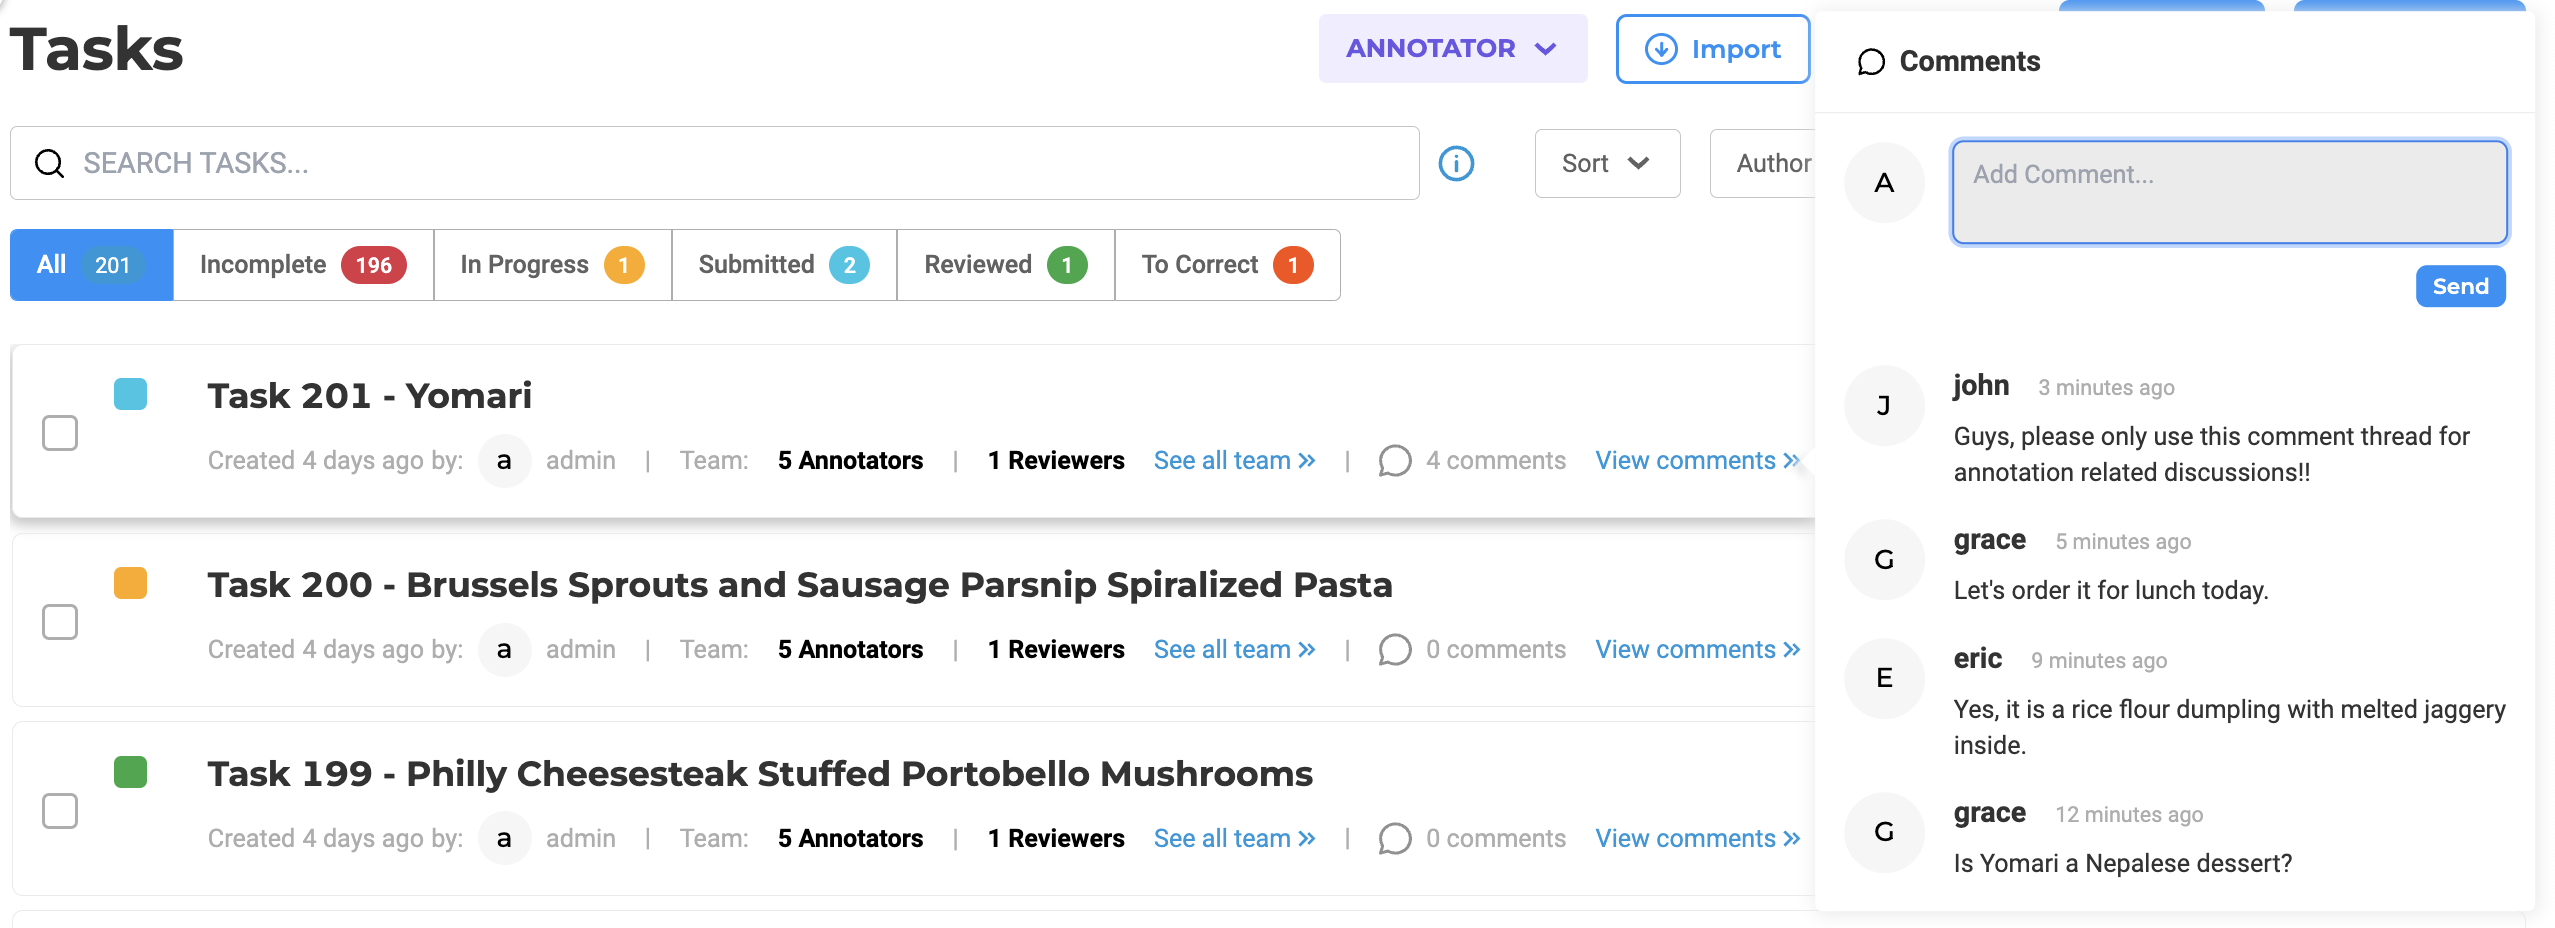 Tasks
ANNOTATOR
Import
SEARCH TASKS...
i
Sort
Author
All 201
Incomplete 196
In Progress 1
Submitted 2
Reviewed 1
To Correct 1
Task 201 - Yomari
Created 4 days ago by: a admin | Team: 5 Annotators | 1 Reviewers See all team » | 4 comments View comments »
Task 200 - Brussels Sprouts and Sausage Parsnip Spiralized Pasta
Created 4 days ago by: a admin | Team: 5 Annotators | 1 Reviewers See all team » | 0 comments View comments »
Task 199 - Philly Cheesesteak Stuffed Portobello Mushrooms
Created 4 days ago by: a admin | Team: 5 Annotators | 1 Reviewers See all team » | 0 comments View comments »
Comments
A
Add Comment...
Send
J
john 3 minutes ago
Guys, please only use this comment thread for
annotation related discussions!!
G
grace 5 minutes ago
Let's order it for lunch today.
E
eric 9 minutes ago
Yes, it is a rice flour dumpling with melted jaggery
inside.
G
grace 12 minutes ago
Is Yomari a Nepalese dessert?